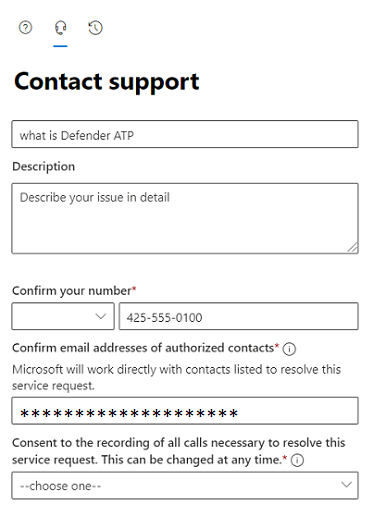 Contact support
what is Defender ATP
Description
Describe your issue in detail
Confirm your number*
425-555-0100
Confirm email addresses of authorized contacts*
Microsoft will work directly with contacts listed to resolve this
service request.
********************
Consent to the recording of all calls necessary to resolve this
service request. This can be changed at any time.*
--choose one--